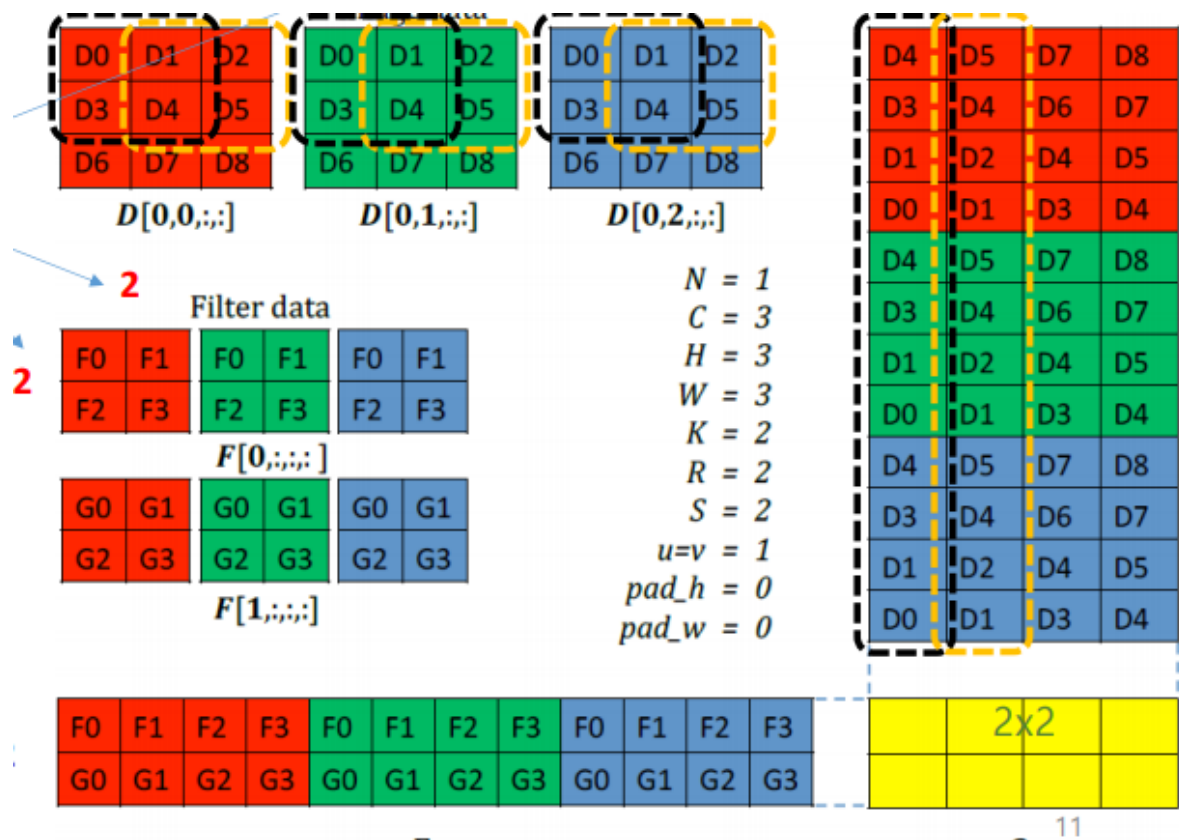 D0 D1 D2 D0 D1 D2 D0 D1 D2
D3 D4 D5 D3 D4 D5 D3 D4 D5
D6 D7 D8 D6 D7 D8 D6 D7 D8
D[0,0,:,:] D[0,1,:,:] D[0,2,:,:]
2
2
Filter data
F0 F1 F0 F1 F0 F1
F2 F3 F2 F3 F2 F3
F[0,:,:,: ]
G0 G1 G0 G1 G0 G1
G2 G3 G2 G3 G2 G3
F[1,:,:,:]
N = 1
C = 3
H = 3
W = 3
K = 2
R = 2
S = 2
u=v = 1
pad_h = 0
pad_w = 0
D4 D5 D7 D8
D3 D4 D6 D7
D1 D2 D4 D5
D0 D1 D3 D4
D4 D5 D7 D8
D3 D4 D6 D7
D1 D2 D4 D5
D0 D1 D3 D4
D4 D5 D7 D8
D3 D4 D6 D7
D1 D2 D4 D5
D0 D1 D3 D4
F0 F1 F2 F3 F0 F1 F2 F3 F0 F1 F2 F3
G0 G1 G2 G3 G0 G1 G2 G3 G0 G1 G2 G3
2x2
11